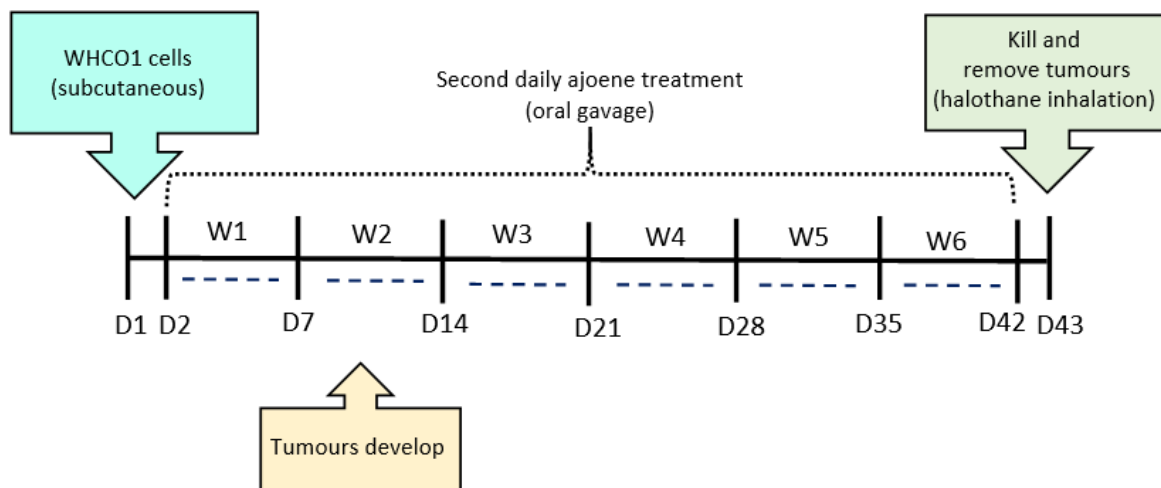 WHCO1 cells
(subcutaneous)
Second daily ajoene treatment
(oral gavage)
Kill and
remove tumours
(halothane inhalation)
W1
W2
W3
W4
W5
W6
D1
D2
D7
D14
D21
D28
D35
D42
D43
Tumours develop